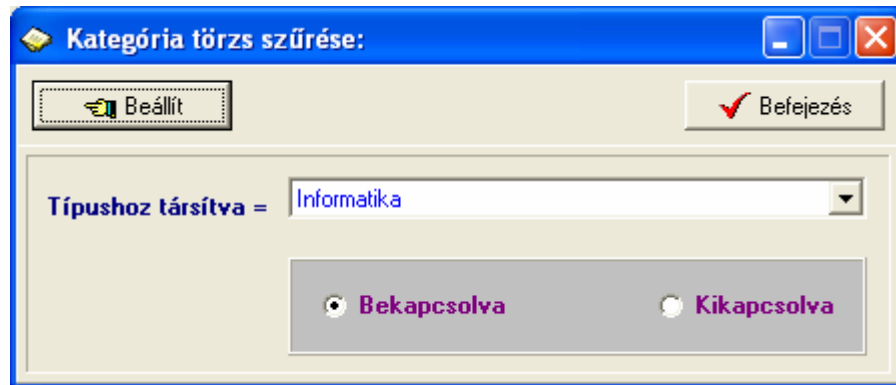 Kategória törzs szűrése:
Beállít
Befejezés
Típushoz társítva =
Informatika
Bekapcsolva
Kikapcsolva